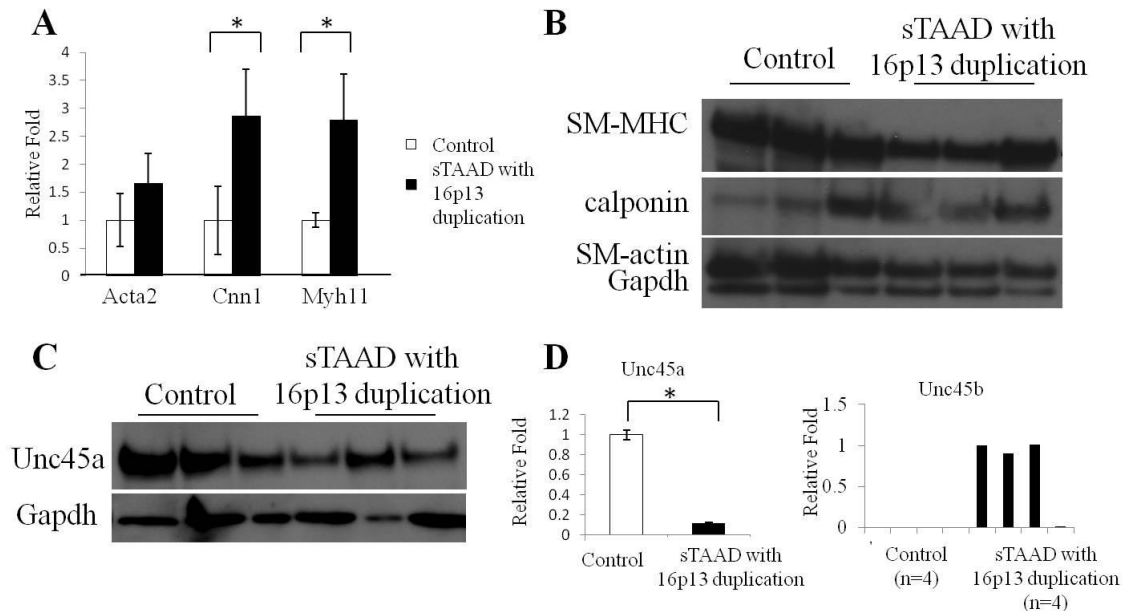 A
*
*
4
3.5
3
2.5
2
1.5
1
0.5
0
Relative Fold
Acta2
Cnn1
Myh11
Control
sTAAD with
16p13
duplication
B
Control
sTAAD with
16p13 duplication
SM-MHC
calponin
SM-actin
Gapdh
C
Control
sTAAD with
16p13 duplication
Unc45a
Gapdh
D
Unc45a
*
1.2
1
0.8
0.6
0.4
0.2
0
Relative Fold
Control
sTAAD with
16p13 duplication
Unc45b
1.5
1
0.5
0
Relative Fold
Control
(n=4)
sTAAD with
16p13 duplication
(n=4)